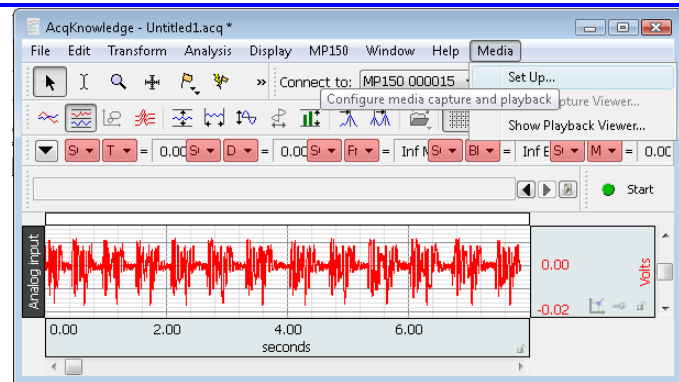 AcqKnowledge - Untitled1.acq *
File Edit Transform Analysis Display MP150 Window Help Media
Connect to: MP150 000015
Set Up...
Configure media capture and playback
pture Viewer...
Show Playback Viewer...
T = 0.00 D = 0.00 = Inf Bl = Inf M = 0.00
Start
Analog input
0.00
Volts
-0.02
0.00 2.00 4.00 6.00
seconds